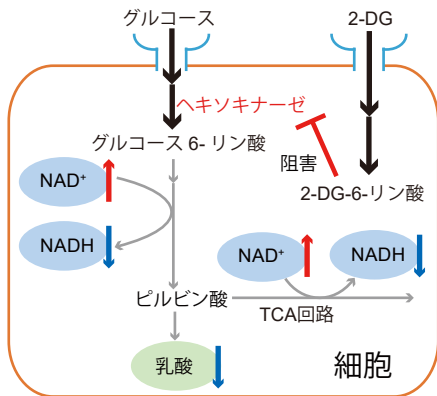 グルコース
2-DG
ヘキソキナーゼ
グルコース 6- リン酸
阻害
2-DG-6-リン酸
NAD⁺
NADH
NAD⁺
NADH
ピルビン酸
TCA回路
乳酸
細胞